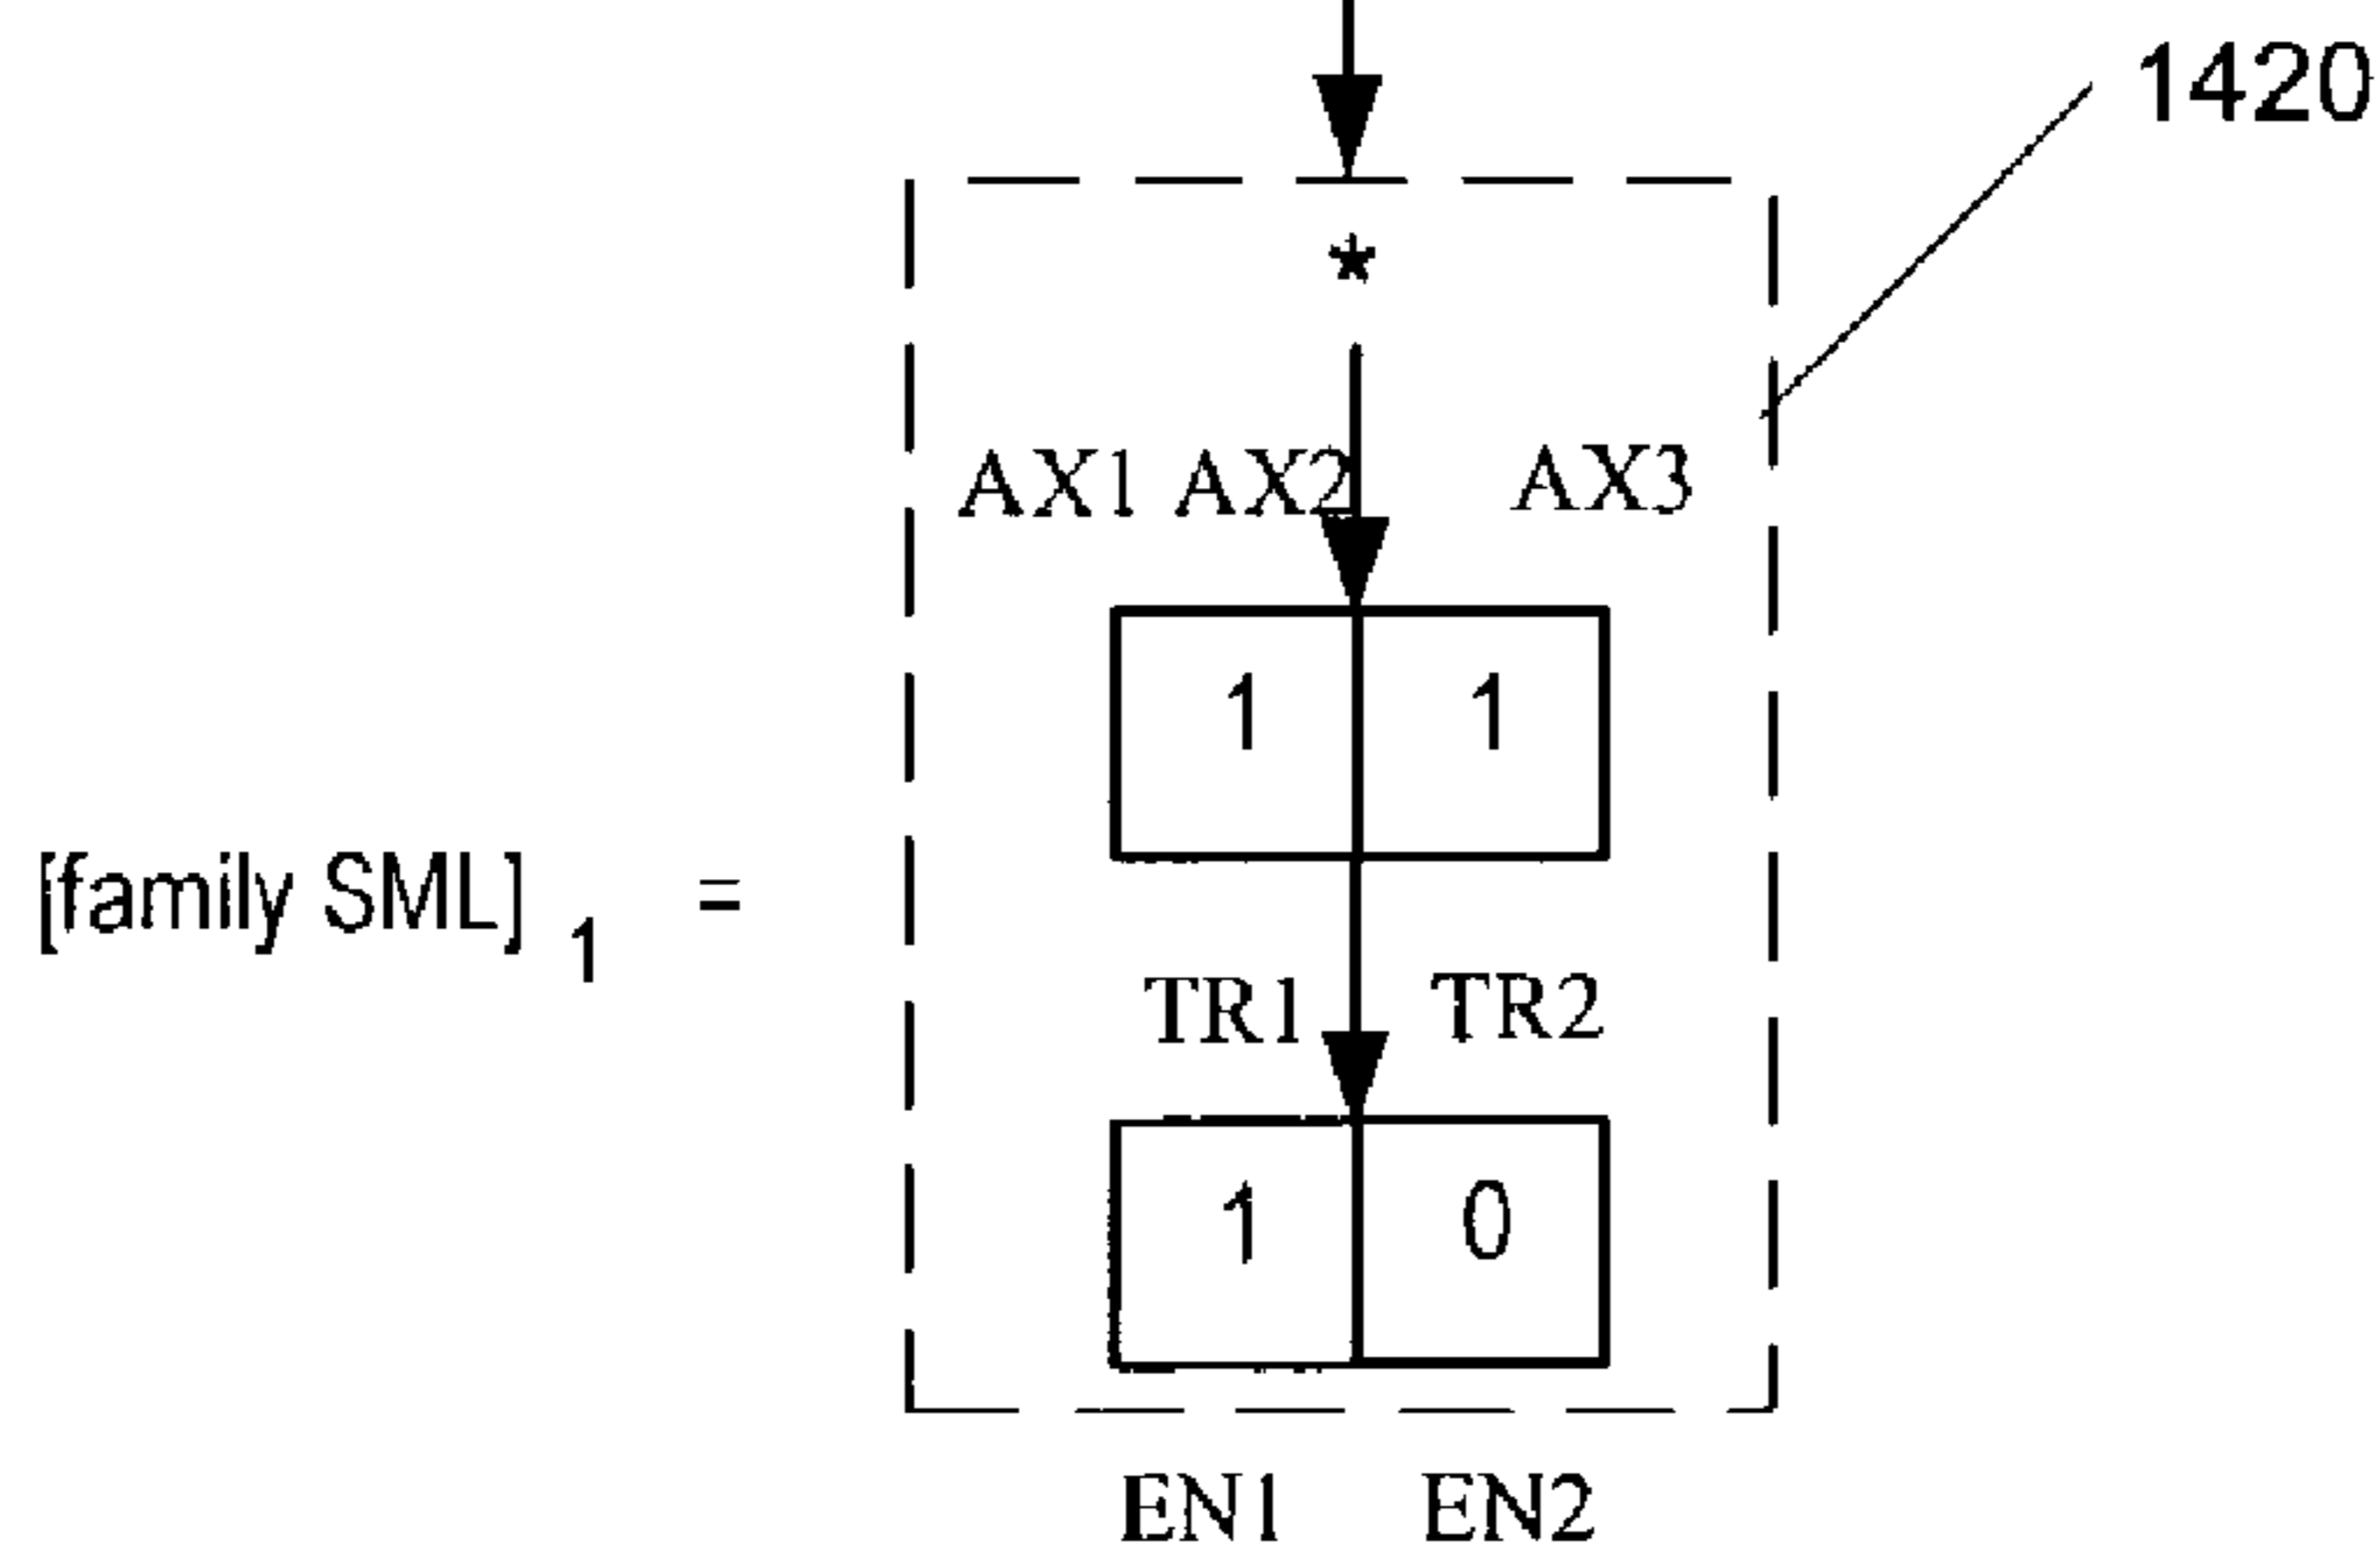 1420
*
AX1 AX2 AX3
1 1
[family SML] 1 =
TR1 TR2
1 0
EN1 EN2